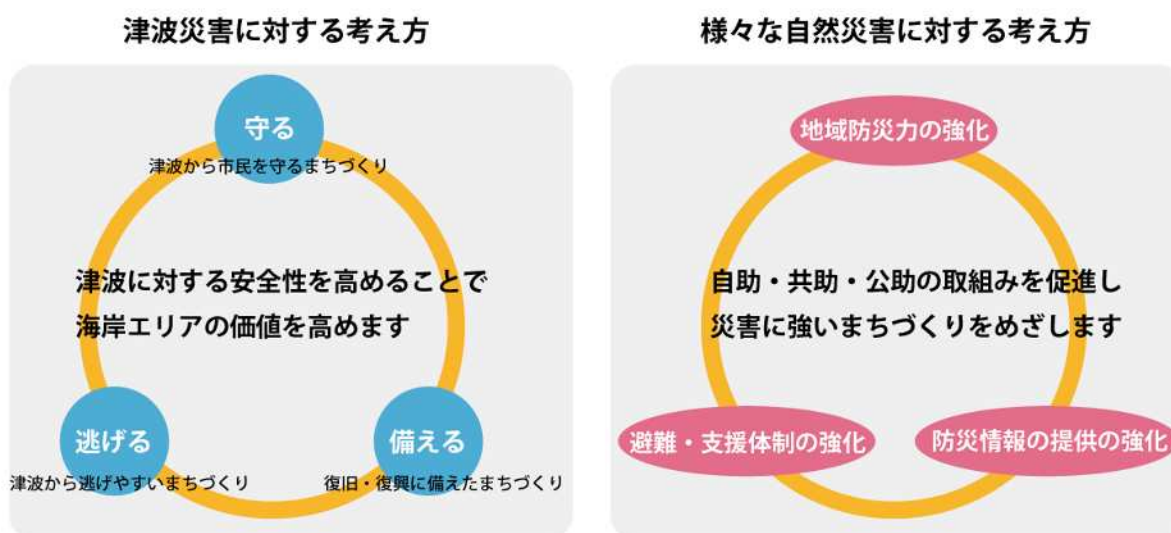 津波災害に対する考え方
守る
津波から市民を守るまちづくり
津波に対する安全性を高めることで
海岸エリアの価値を高めます
逃げる
津波から逃げやすいまちづくり
備える
復旧・復興に備えたまちづくり
様々な自然災害に対する考え方
地域防災力の強化
自助・共助・公助の取組みを促進し
災害に強いまちづくりをめざします
避難・支援体制の強化
防災情報の提供の強化